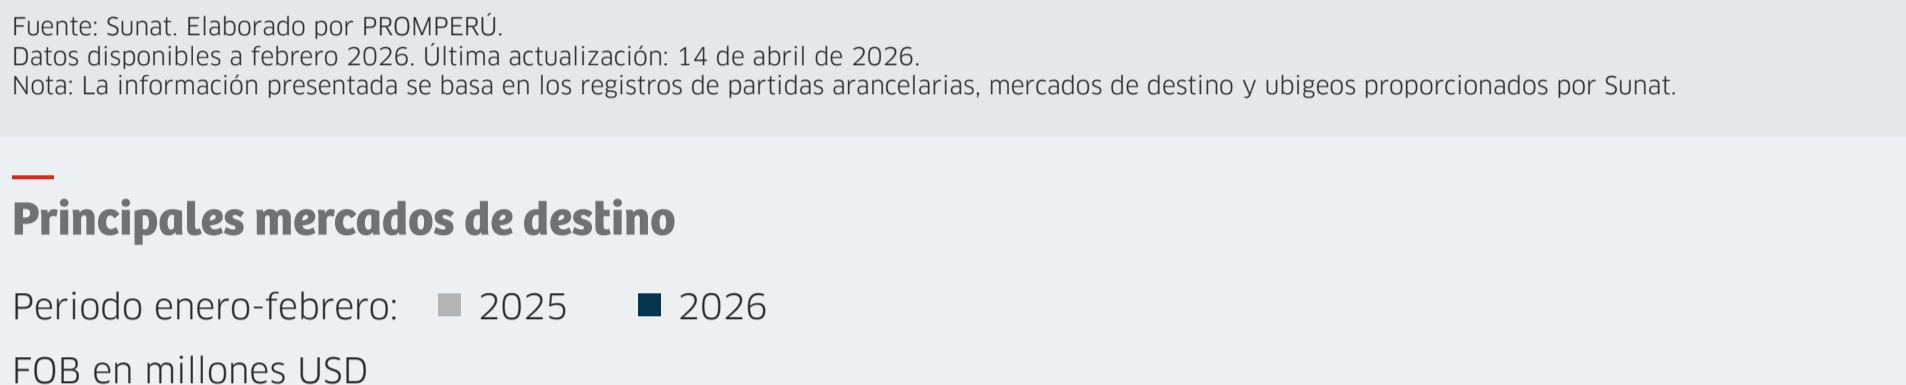 Fuente: Sunat. Elaborado por PROMPERÚ.
Datos disponibles a febrero 2026. Última actualización: 14 de abril de 2026.
Nota: La información presentada se basa en los registros de partidas arancelarias, mercados de destino y ubigeos proporcionados por Sunat.
Principales mercados de destino
Periodo enero-febrero: 2025 2026
FOB en millones USD